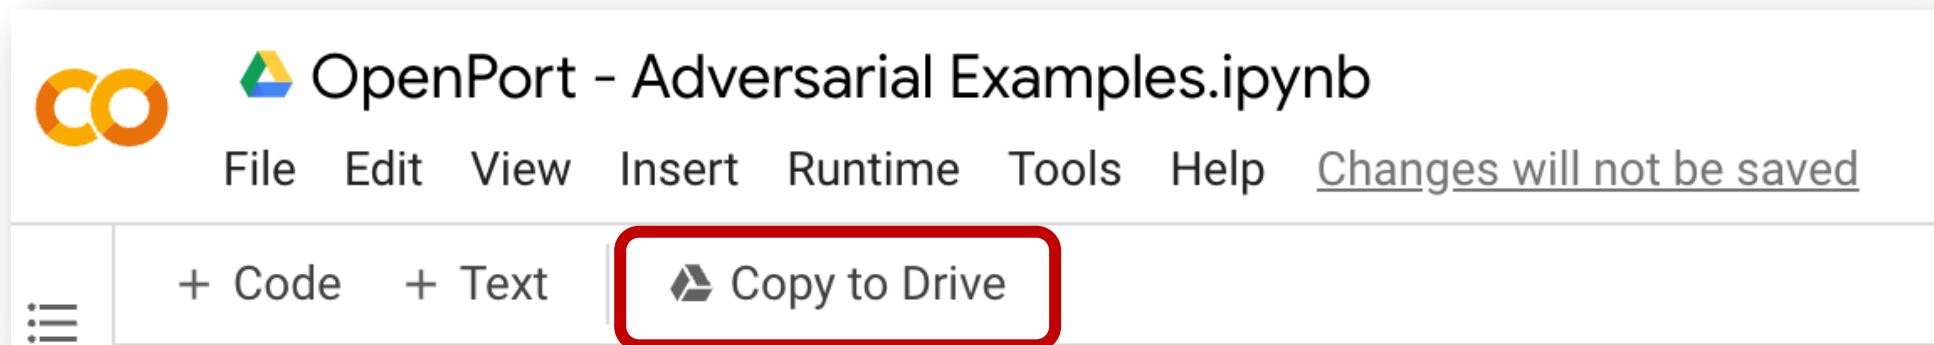 OpenPort - Adversarial Examples.ipynb
File Edit View Insert Runtime Tools Help Changes will not be saved
+ Code + Text Copy to Drive